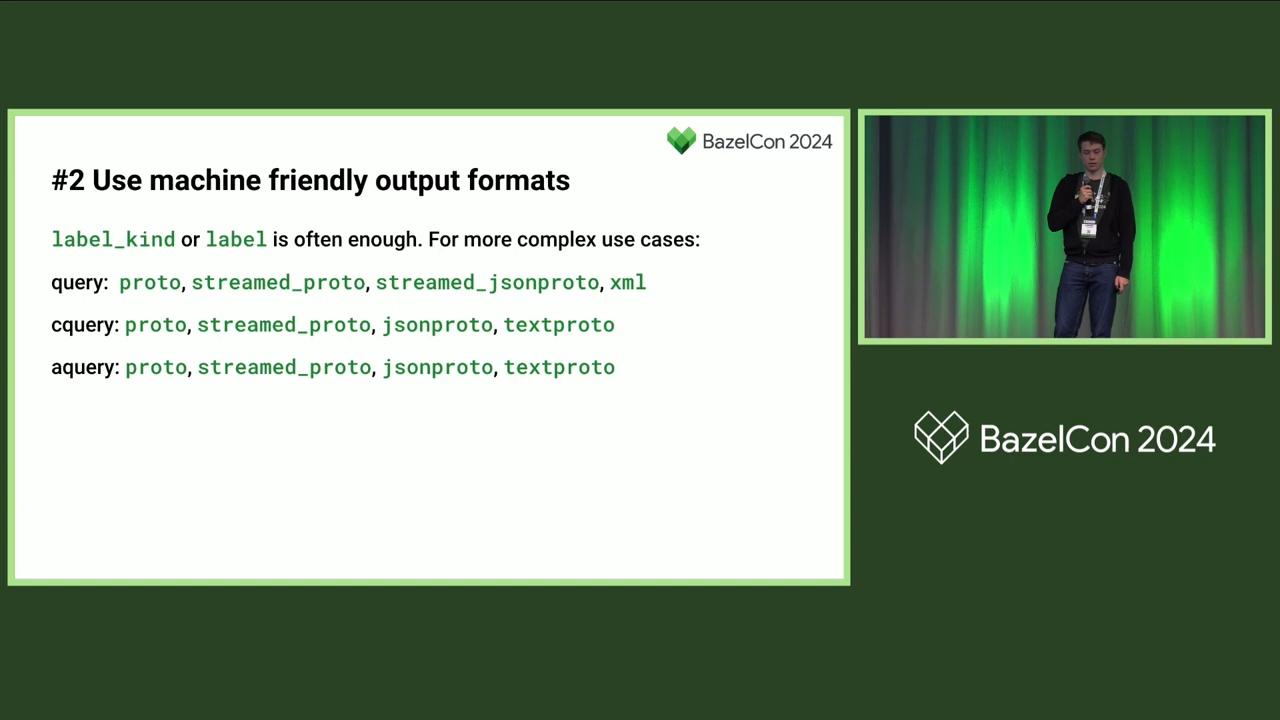 BazelCon 2024
#2 Use machine friendly output formats
label_kind or label is often enough. For more complex use cases:
query: proto, streamed_proto, streamed_jsonproto, xml
cquery: proto, streamed_proto, jsonproto, textproto
aquery: proto, streamed_proto, jsonproto, textproto
BazelCon 2024